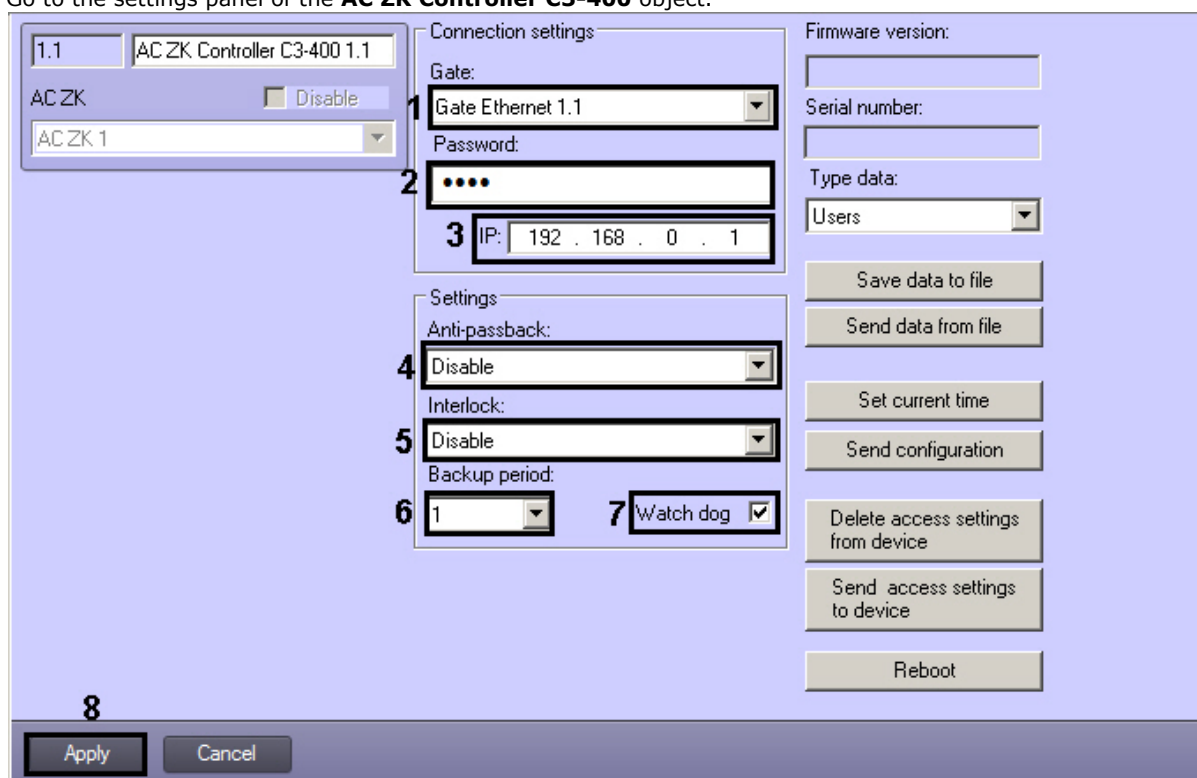 Go to the settings panel of the AC ZK Controller C3-400 object.
1.1
AC ZK Controller C3-400 1.1
AC ZK
Disable
AC ZK 1
Connection settings
Gate:
1
Gate Ethernet 1.1
Password:
2
••••
3
IP: 192 . 168 . 0 . 1
Settings
Anti-passback:
4
Disable
Interlock:
5
Disable
Backup period:
6
1
7
Watch dog
Firmware version:
Serial number:
Type data:
Users
Save data to file
Send data from file
Set current time
Send configuration
Delete access settings
from device
Send access settings
to device
Reboot
8
Apply
Cancel